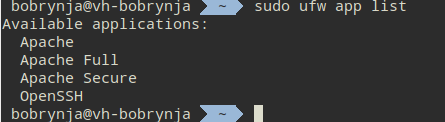 bobrynja@vh-bobrynja ~ sudo ufw app list
Available applications:
  Apache
  Apache Full
  Apache Secure
  OpenSSH
bobrynja@vh-bobrynja ~